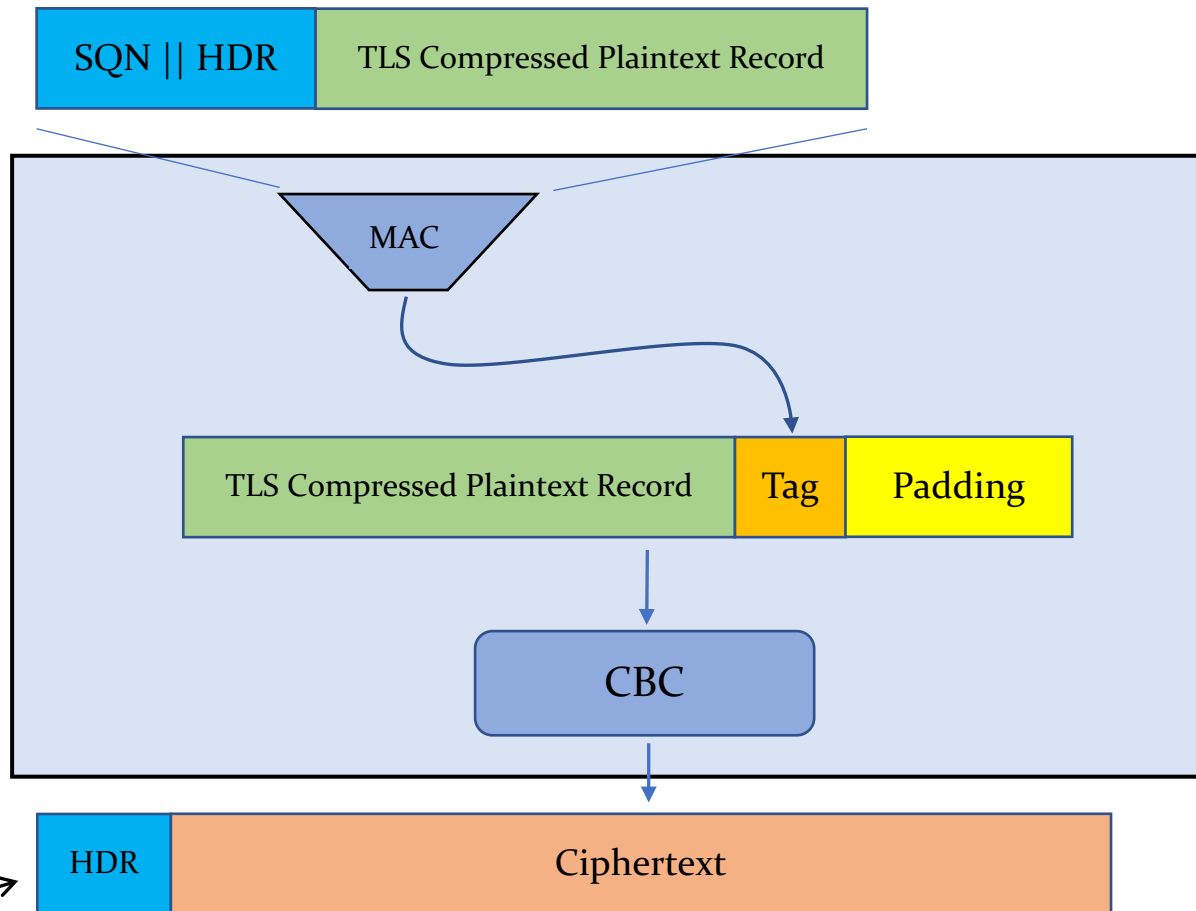 SQN || HDR
TLS Compressed Plaintext Record
MAC
TLS Compressed Plaintext Record
Tag
Padding
CBC
HDR
Ciphertext